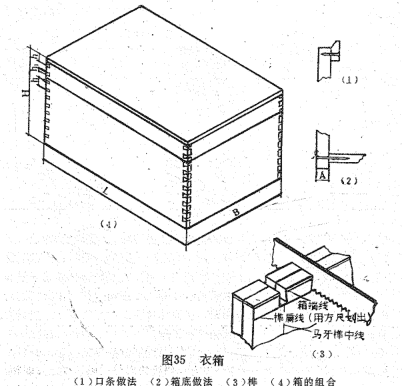 H
L
B
A
(1)
(2)
(4)
箱端线
榫肩线(用方尺划出)
马牙榫中线
(3)
图35 衣箱
(1)口条做法 (2)箱底做法 (3)榫 (4)箱的组合